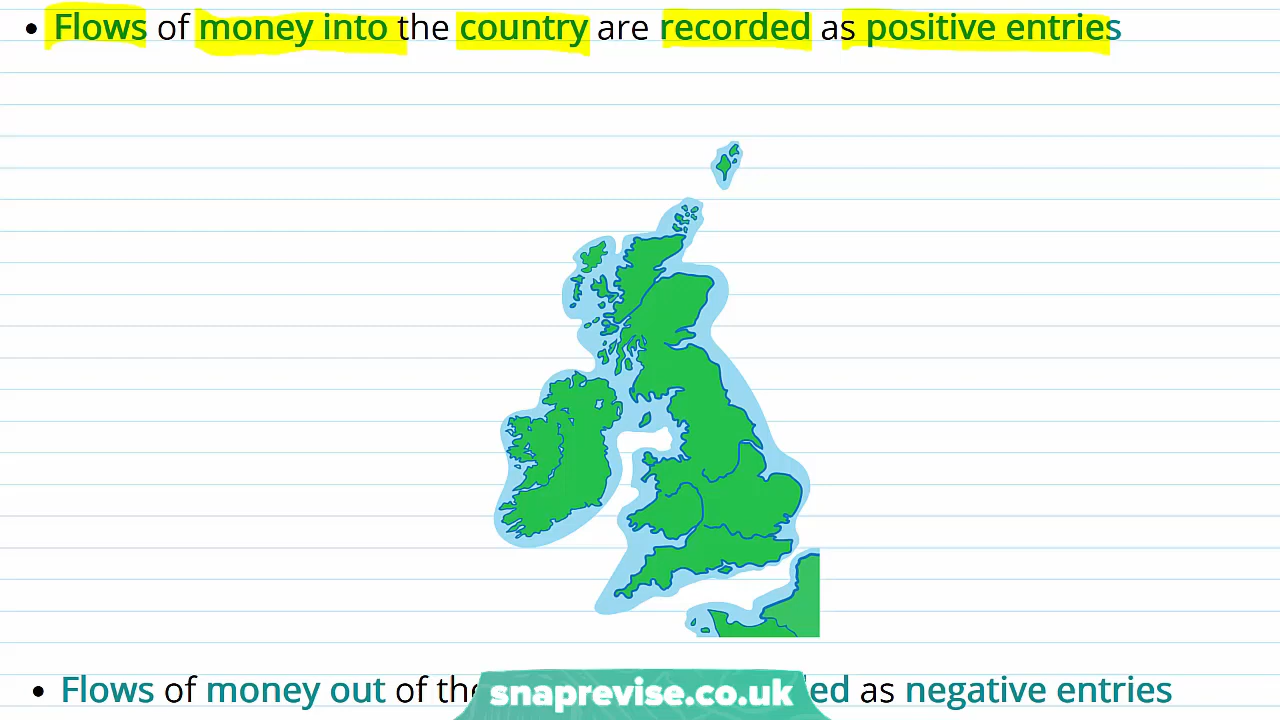 • Flows of money into the country are recorded as positive entries
• Flows of money out of the ed as negative entries
snaprevise.co.uk